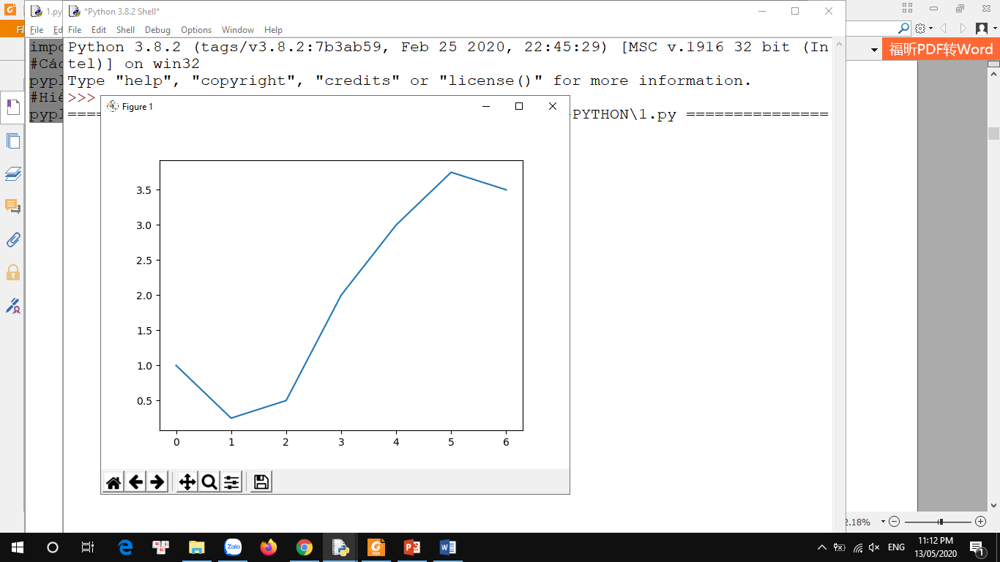 1.py
*Python 3.8.2 Shell*
File Ed File Edit Shell Debug Options Window Help
impo
#Các
pypl
#Hiể
pypl
Python 3.8.2 (tags/v3.8.2:7b3ab59, Feb 25 2020, 22:45:29) [MSC v.1916 32 bit (In
tel)] on win32
Type "help", "copyright", "credits" or "license()" for more information.
>>>
===== PYTHON\1.py ===============
福昕PDF转Word
Figure 1
3.5
3.0
2.5
2.0
1.5
1.0
0.5
0 1 2 3 4 5 6
2.18%
Zalo
PDF
ENG
11:12 PM
13/05/2020
1